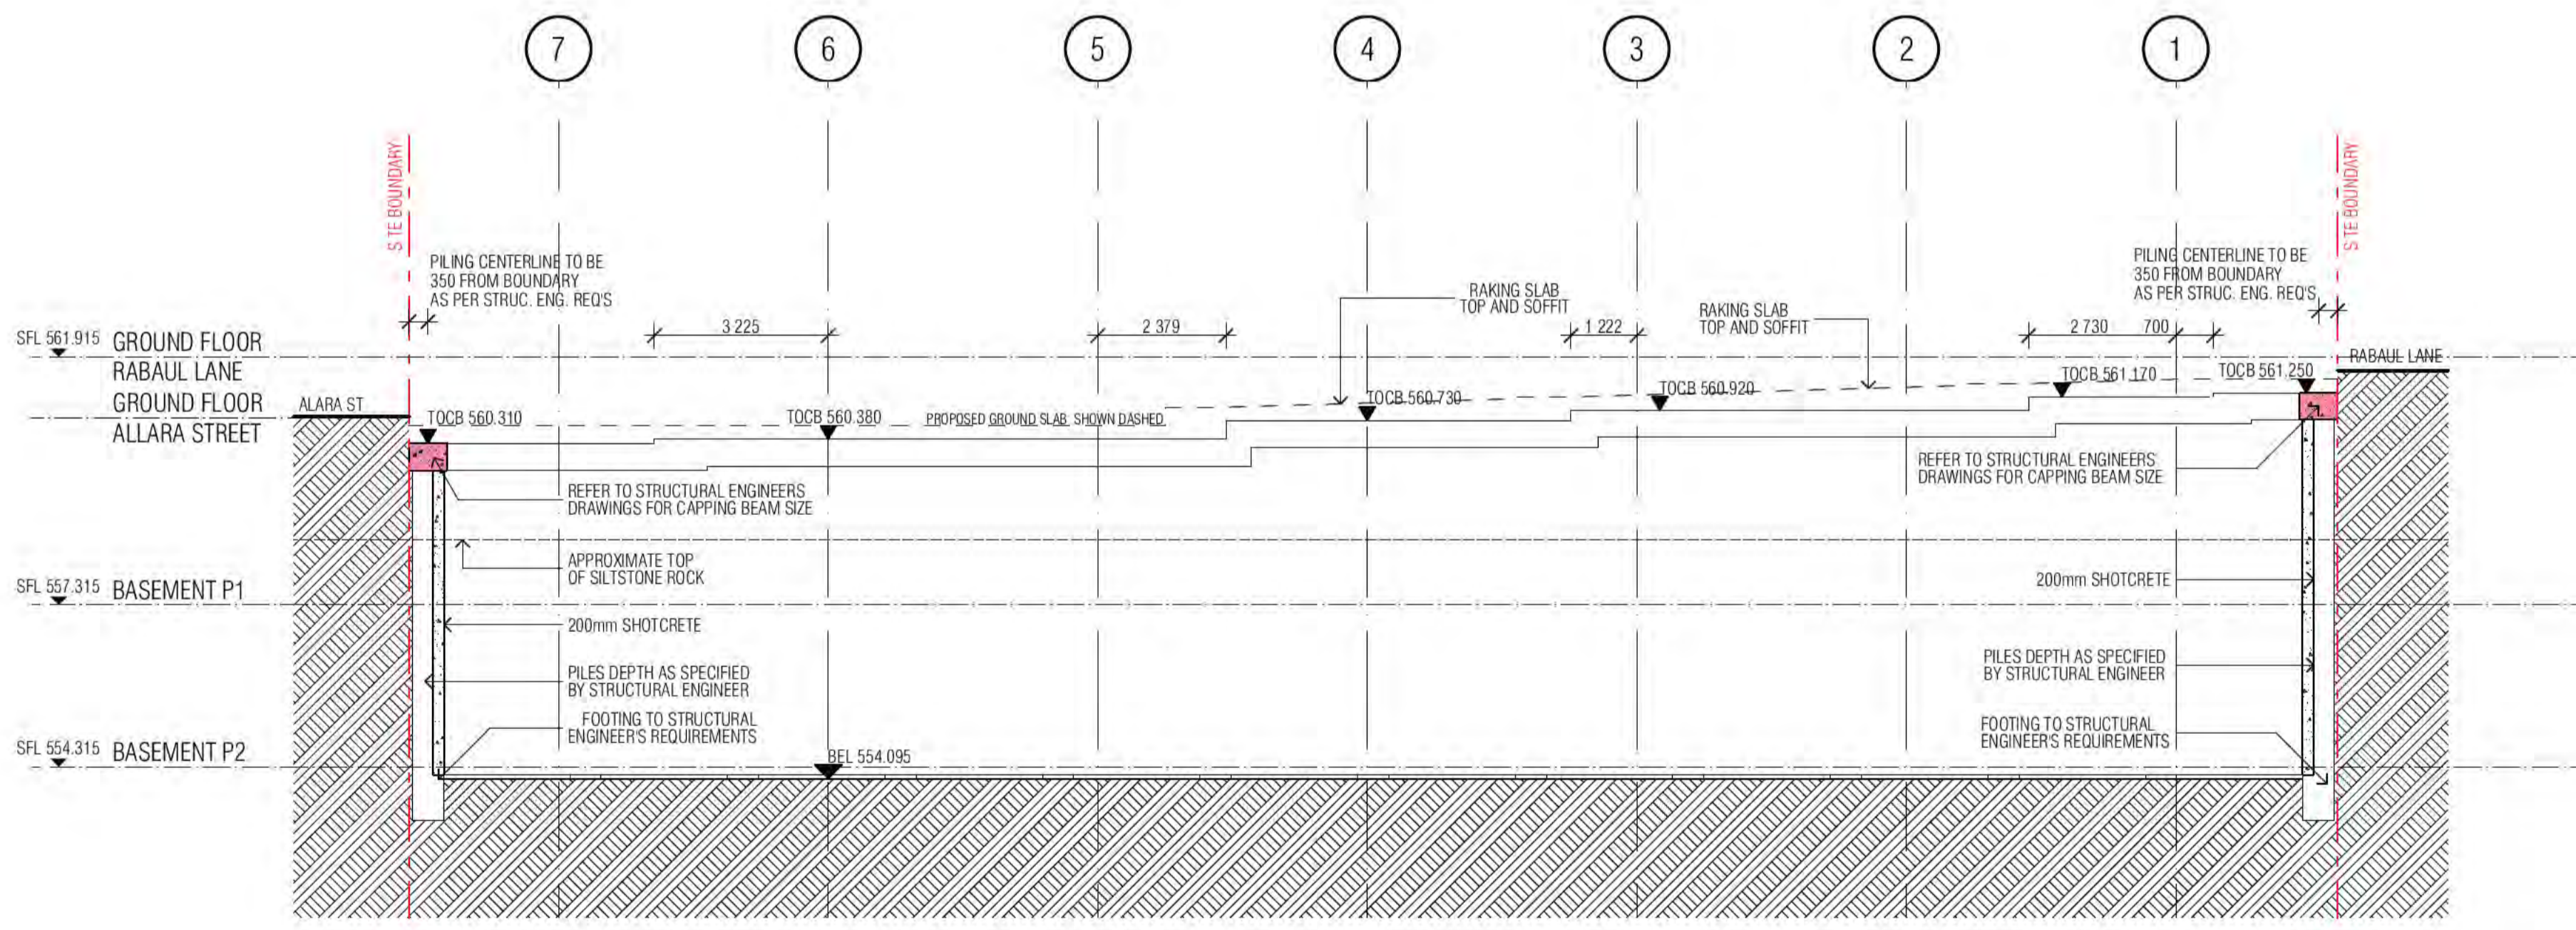 7 6 5 4 3 2 1
S TE BOUNDARY
S TE BOUNDARY
PILING CENTERLINE TO BE
350 FROM BOUNDARY
AS PER STRUC. ENG. REQ'S
PILING CENTERLINE TO BE
350 FROM BOUNDARY
AS PER STRUC. ENG. REQ'S
RAKING SLAB
TOP AND SOFFIT
RAKING SLAB
TOP AND SOFFIT
3 225
2 379
1 222
2 730 700
SFL 561.915 GROUND FLOOR
RABAUL LANE
GROUND FLOOR
ALLARA STREET
ALARA ST
RABAUL LANE
TOCB 560.310
TOCB 560.380
PROPOSED GROUND SLAB SHOWN DASHED
TOCB 560.730
TOCB 560.920
TOCB 561.170
TOCB 561.250
REFER TO STRUCTURAL ENGINEERS
DRAWINGS FOR CAPPING BEAM SIZE
REFER TO STRUCTURAL ENGINEERS
DRAWINGS FOR CAPPING BEAM SIZE
APPROXIMATE TOP
OF SILTSTONE ROCK
SFL 557.315 BASEMENT P1
200mm SHOTCRETE
200mm SHOTCRETE
PILES DEPTH AS SPECIFIED
BY STRUCTURAL ENGINEER
PILES DEPTH AS SPECIFIED
BY STRUCTURAL ENGINEER
FOOTING TO STRUCTURAL
ENGINEER'S REQUIREMENTS
FOOTING TO STRUCTURAL
ENGINEER'S REQUIREMENTS
SFL 554.315 BASEMENT P2
BEL 554.095